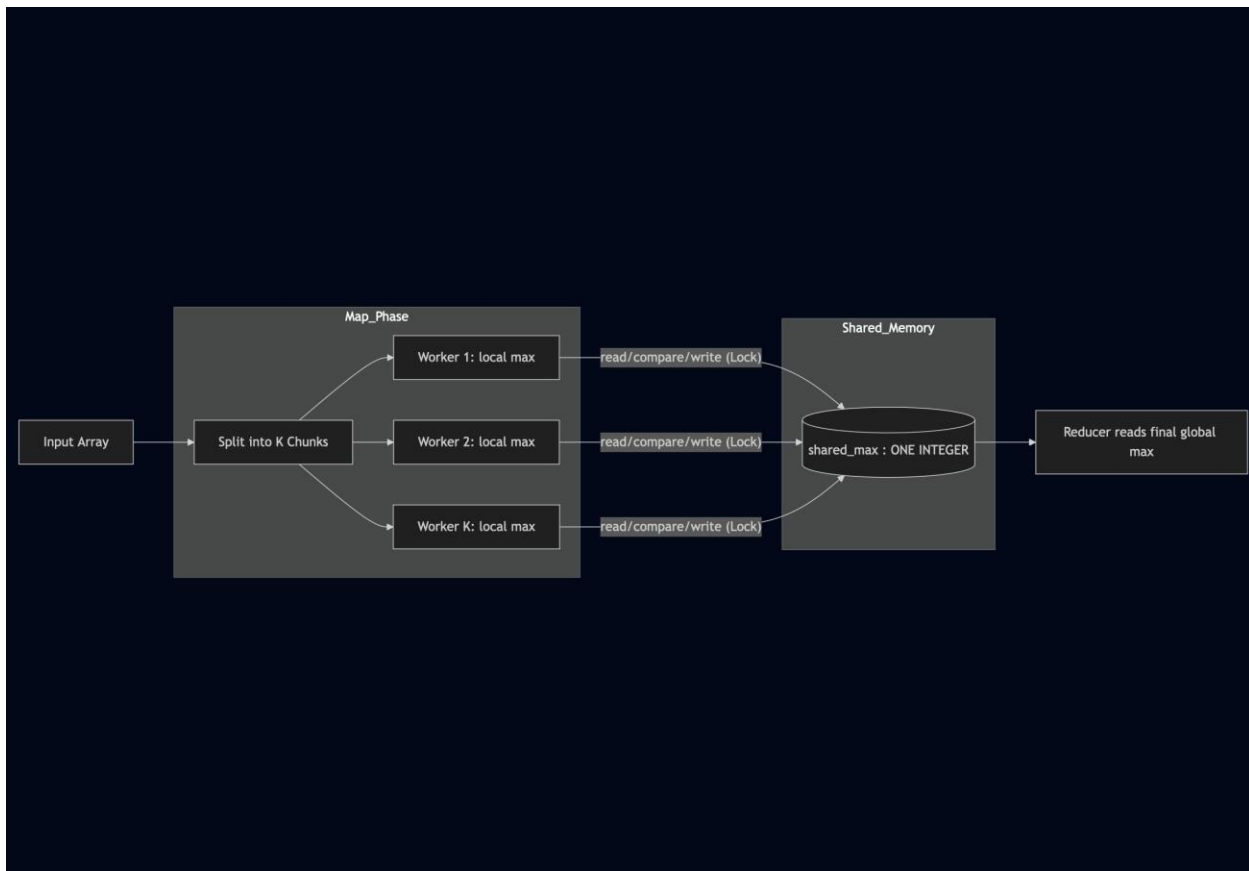 Map_Phase
Shared_Memory
Input Array
Split into K Chunks
Worker 1: local max
read/compare/write (Lock)
Worker 2: local max
read/compare/write (Lock)
Worker K: local max
read/compare/write (Lock)
shared_max : ONE INTEGER
Reducer reads final global
max